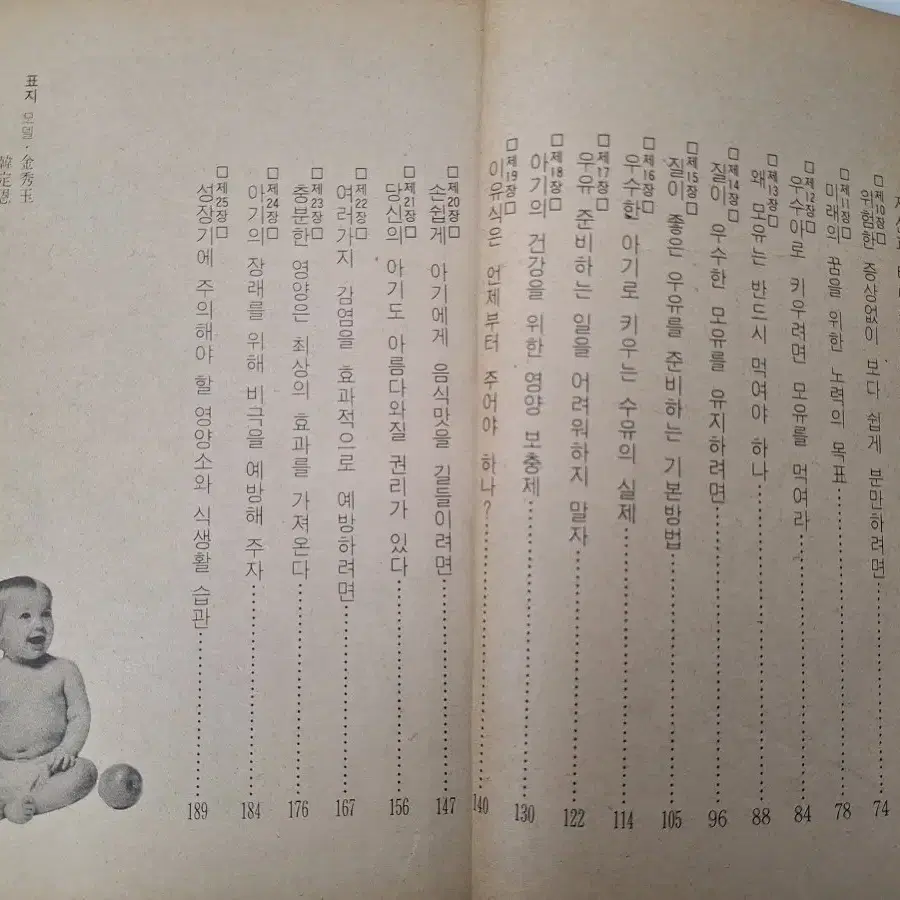 □제10장□
위험한 증상없이 보다 쉽게 분만하려면 74
□제11장□
미래의 꿈을 위한 노력의 목표 78
□제12장□
우수아로 키우려면 모유를 먹여라 84
□제13장□
왜 모유는 반드시 먹여야 하나 88
□제14장□
질이 우수한 모유를 유지하려면 96
□제15장□
질이 좋은 우유를 준비하는 기본방법 105
□제16장□
우수한 아기로 키우는 수유의 실제 114
□제17장□
우유 준비하는 일을 어려워하지 말자 122
□제18장□
아기의 건강을 위한 영양 보충제 130
□제19장□
이유식은 언제부터 주어야 하나? 140
□제20장□
손쉽게 아기에게 음식맛을 길들이려면 147
□제21장□
당신의 아기도 아름다와질 권리가 있다 156
□제22장□
여러가지 감염을 효과적으로 예방하려면 167
□제23장□
충분한 영양은 최상의 효과를 가져온다 176
□제24장□
아기의 장래를 위해 비극을 예방해 주자 184
□제25장□
성장기에 주의해야 할 영양소와 식생활 습관 189
표지 모델·金秀玉